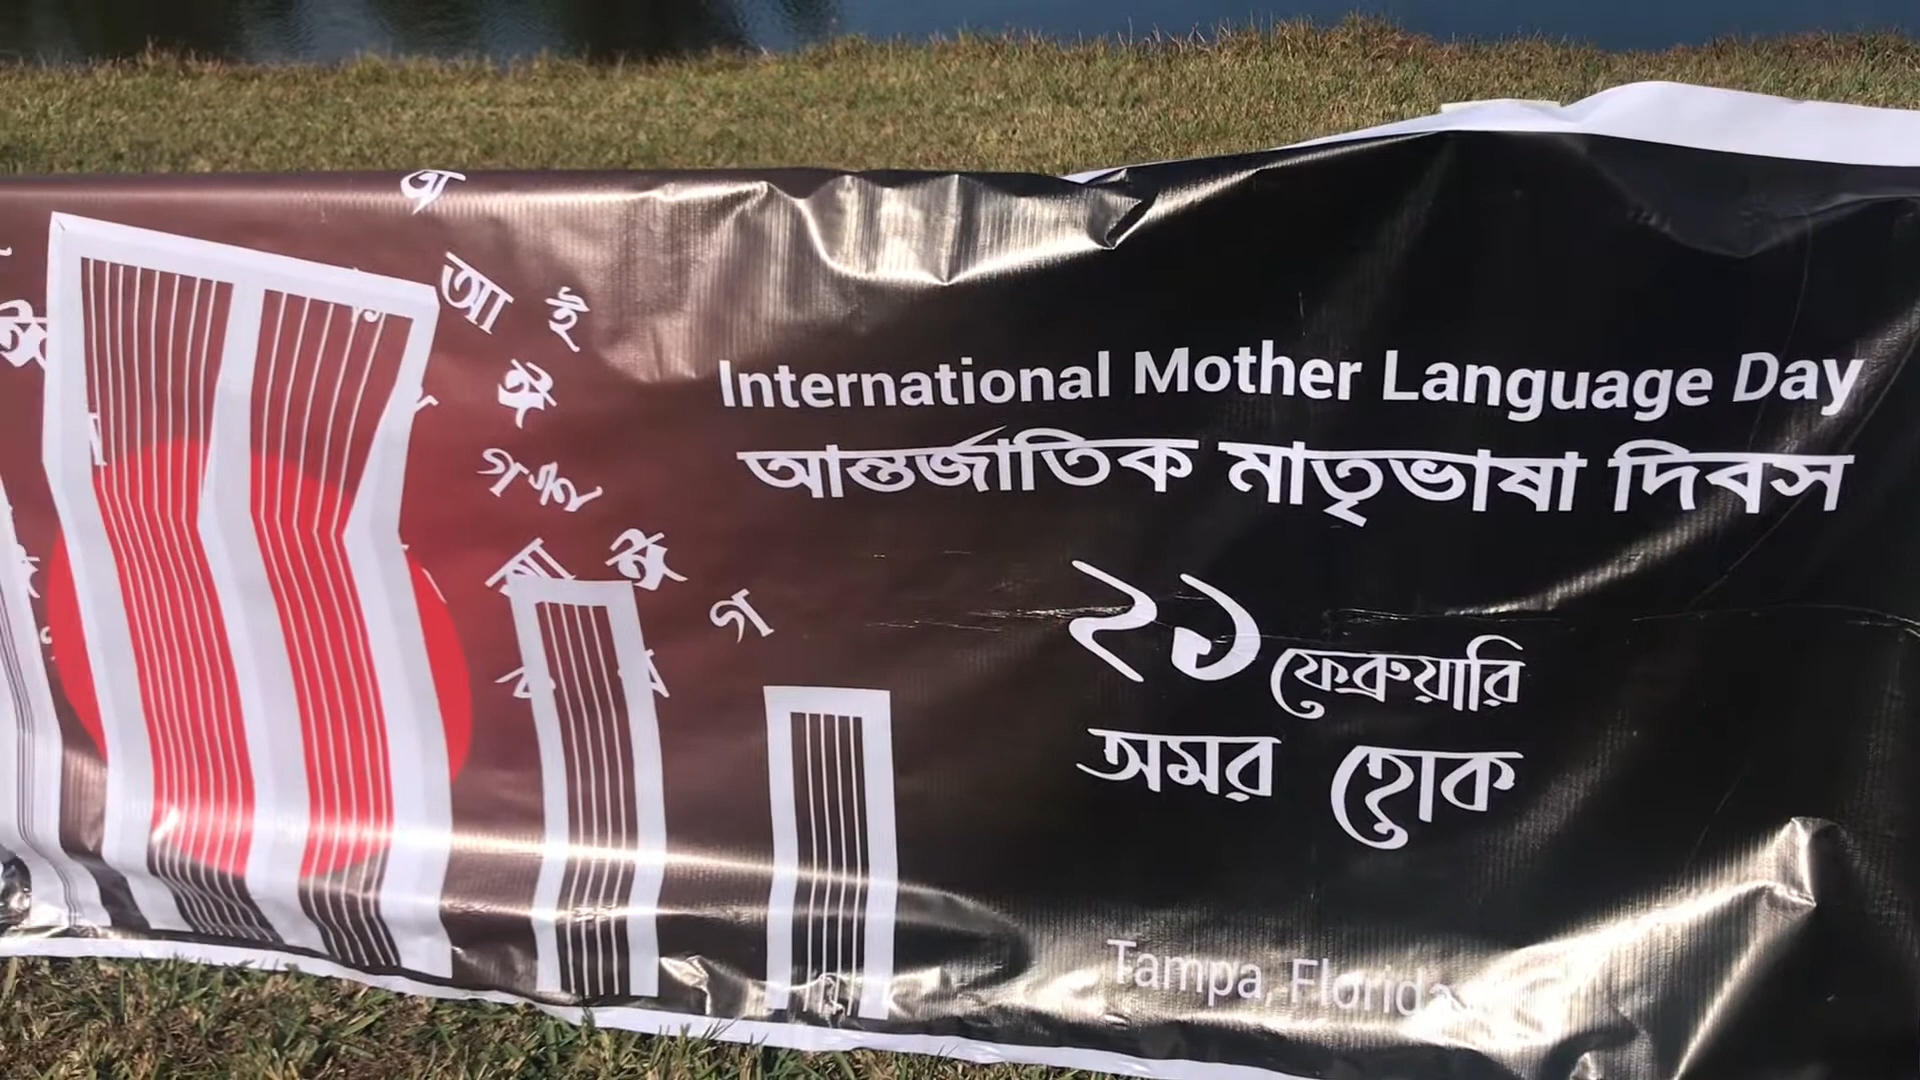 অ
আ ই
ঈ
গ
ঈ
গ
International Mother Language Day
আন্তর্জাতিক মাতৃভাষা দিবস
২১ ফেব্রুয়ারি
অমর হোক
Tampa, Florida